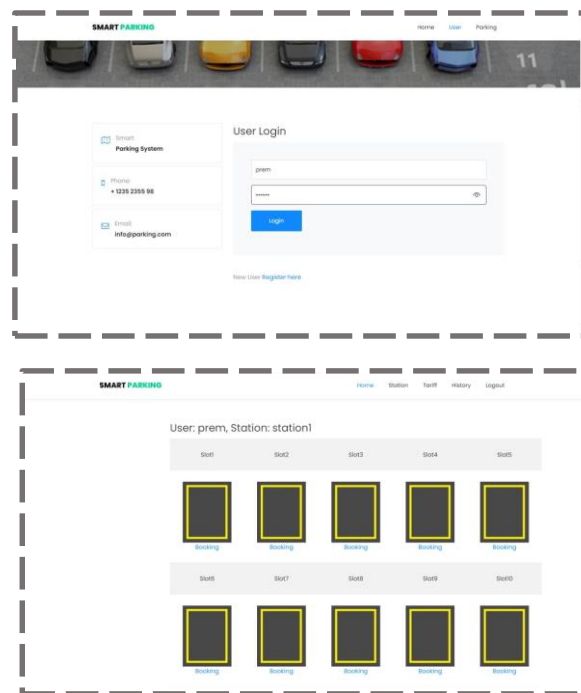 SMART PARKING
Home User Parking
11
User Login
Smart
Parking System
prem
Phone
+ 1235 2355 98
Login
Email
info@parking.com
New User Register here
SMART PARKING
Home Station Tariff History Logout
User: prem, Station: station1
Slot1 Slot2 Slot3 Slot4 Slot5
Booking Booking Booking Booking Booking
Slot6 Slot7 Slot8 Slot9 Slot10
Booking Booking Booking Booking Booking